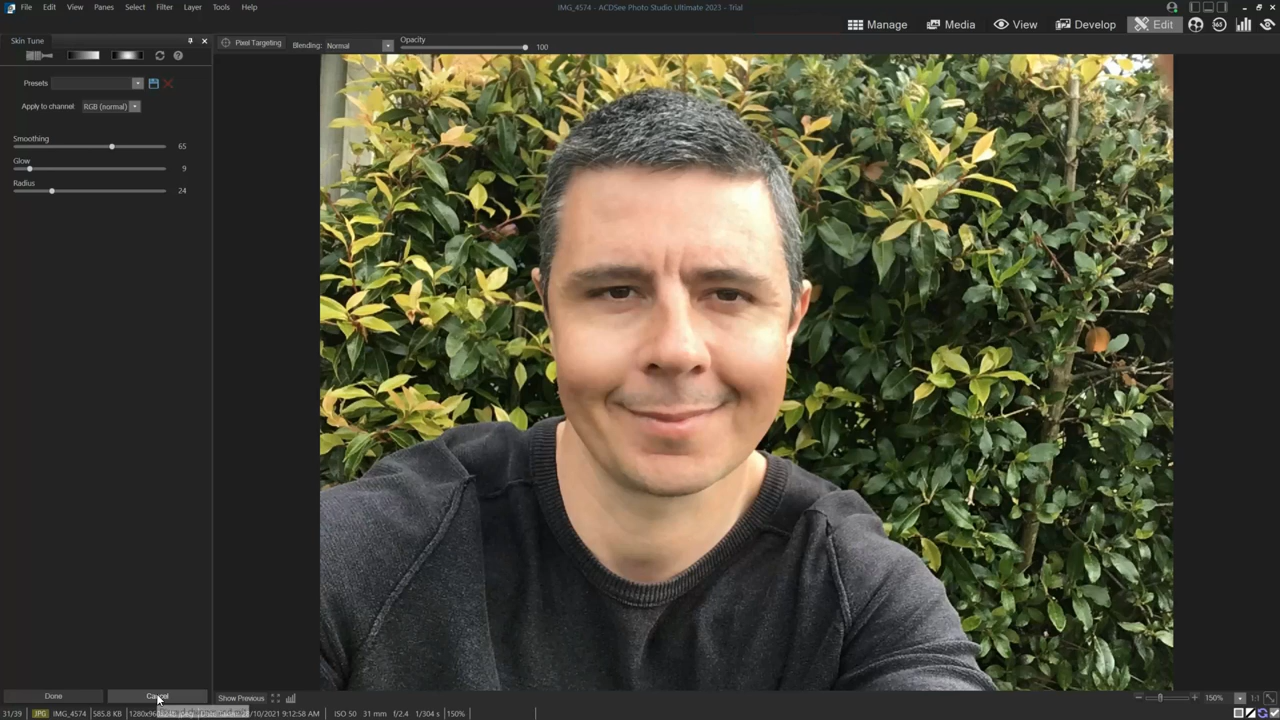 File Edit View Panes Select Filter Layer Tools Help
IMG_4574 - ACDSee Photo Studio Ultimate 2023 - Trial
Manage Media View Develop Edit 365
Skin Tune
Pixel Targeting Blending: Normal Opacity 100
Presets
Apply to channel: RGB (normal)
Smoothing 65
Glow 9
Radius 24
Done Cancel Show Previous 150% 1:1
31/39 JPG IMG_4574 585.8 KB ISO 50 31 mm f/2.4 1/304 s 150%